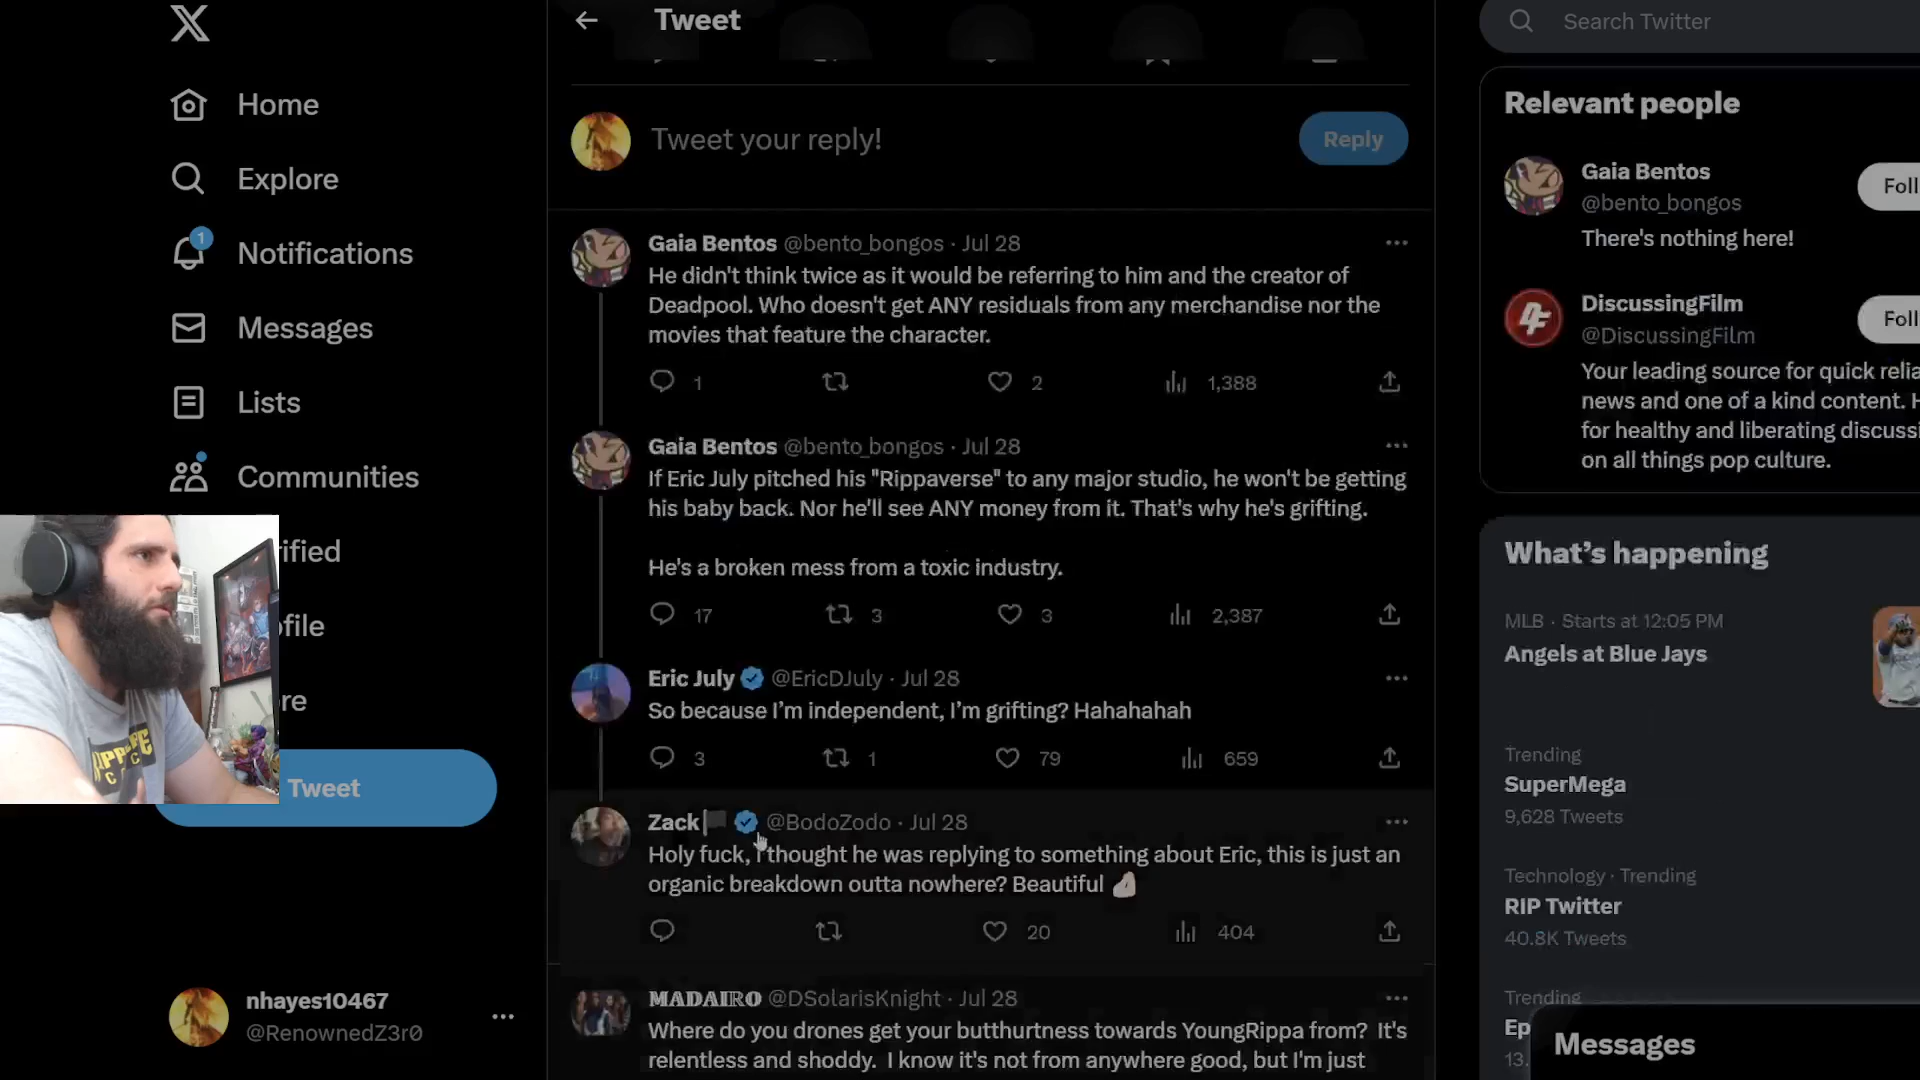 Tweet
Search Twitter
Home
Explore
1
Notifications
Messages
Lists
Communities
ified
ofile
re
Tweet
nhayes10467
@RenownedZ3r0
Tweet your reply!
Reply
Gaia Bentos @bento_bongos · Jul 28
He didn't think twice as it would be referring to him and the creator of
Deadpool. Who doesn't get ANY residuals from any merchandise nor the
movies that feature the character.
1 2 1,388
Gaia Bentos @bento_bongos · Jul 28
If Eric July pitched his "Rippaverse" to any major studio, he won't be getting
his baby back. Nor he'll see ANY money from it. That's why he's grifting.
He's a broken mess from a toxic industry.
17 3 3 2,387
Eric July @EricDJuly · Jul 28
So because I'm independent, I'm grifting? Hahahahah
3 1 79 659
Zack @BodoZodo · Jul 28
Holy fuck, I thought he was replying to something about Eric, this is just an
organic breakdown outta nowhere? Beautiful
20 404
MADAIRO @DSolarisKnight · Jul 28
Where do you drones get your butthurtness towards YoungRippa from? It's
relentless and shoddy. I know it's not from anywhere good, but I'm just
Relevant people
Gaia Bentos
@bento_bongos
Foll
There's nothing here!
DiscussingFilm
@DiscussingFilm
Foll
Your leading source for quick relia
news and one of a kind content. H
for healthy and liberating discussi
on all things pop culture.
What's happening
MLB · Starts at 12:05 PM
Angels at Blue Jays
Trending
SuperMega
9,628 Tweets
Technology · Trending
RIP Twitter
40.8K Tweets
Trending
Ep
13.
Messages